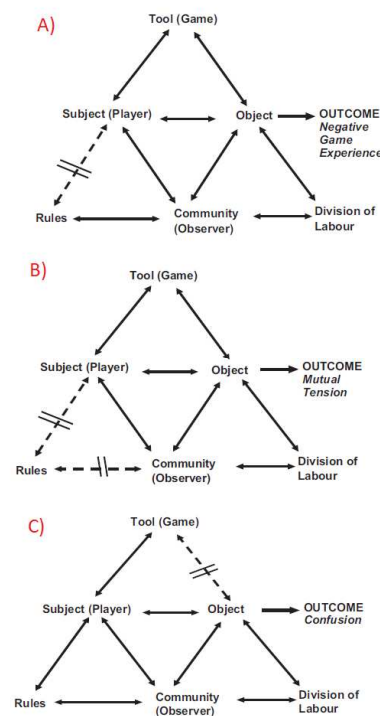 A)
Tool (Game)
Subject (Player)
Object
OUTCOME
Negative
Game
Experience
Rules
Community
(Observer)
Division of
Labour
B)
Tool (Game)
Subject (Player)
Object
OUTCOME
Mutual
Tension
Rules
Community
(Observer)
Division of
Labour
C)
Tool (Game)
Subject (Player)
Object
OUTCOME
Confusion
Rules
Community
(Observer)
Division of
Labour